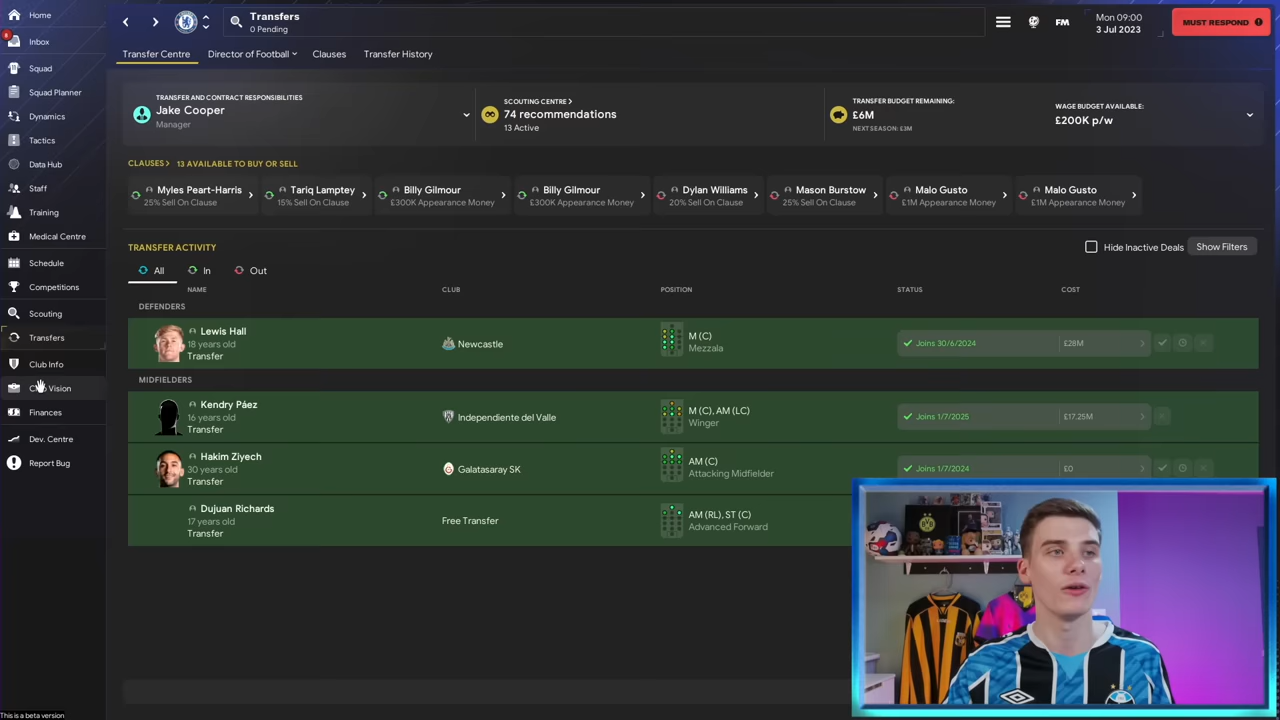 Home
Inbox
Squad
Squad Planner
Dynamics
Tactics
Data Hub
Staff
Training
Medical Centre
Schedule
Competitions
Scouting
Transfers
Club Info
Vision
Finances
Dev. Centre
Report Bug
This is a beta version
Transfers
0 Pending
FM
Mon 09:00
3 Jul 2023
MUST RESPOND
Transfer Centre
Director of Football
Clauses
Transfer History
TRANSFER AND CONTRACT RESPONSIBILITIES
Jake Cooper
Manager
SCOUTING CENTRE >
74 recommendations
13 Active
TRANSFER BUDGET REMAINING:
£6M
NEXT SEASON: £3M
WAGE BUDGET AVAILABLE:
£200K p/w
CLAUSES > 13 AVAILABLE TO BUY OR SELL
Myles Peart-Harris
25% Sell On Clause
Tariq Lamptey
15% Sell On Clause
Billy Gilmour
£300K Appearance Money
Billy Gilmour
£300K Appearance Money
Dylan Williams
20% Sell On Clause
Mason Burstow
25% Sell On Clause
Malo Gusto
£1M Appearance Money
Malo Gusto
£1M Appearance Money
TRANSFER ACTIVITY
Hide Inactive Deals
Show Filters
All
In
Out
NAME CLUB POSITION STATUS COST
DEFENDERS
Lewis Hall
18 years old
Transfer
Newcastle
M (C)
Mezzala
Joins 30/6/2024
£28M
MIDFIELDERS
Kendry Páez
16 years old
Transfer
Independiente del Valle
M (C), AM (LC)
Winger
Joins 1/7/2025
£17.25M
Hakim Ziyech
30 years old
Transfer
Galatasaray SK
AM (C)
Attacking Midfielder
Joins 1/7/2024
£0
Dujuan Richards
17 years old
Transfer
Free Transfer
AM (RL), ST (C)
Advanced Forward